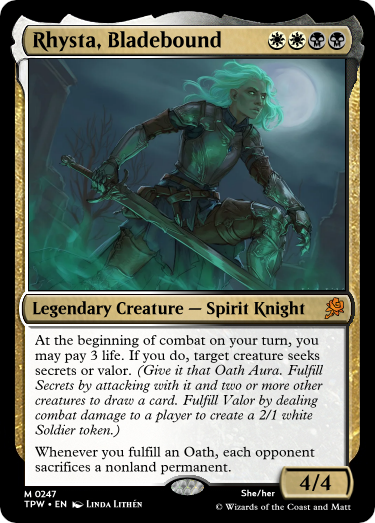 Rhysta, Bladebound
Legendary Creature — Spirit Knight
At the beginning of combat on your turn, you
may pay 3 life. If you do, target creature seeks
secrets or valor. (Give it that Oath Aura. Fulfill
Secrets by attacking with it and two or more other
creatures to draw a card. Fulfill Valor by dealing
combat damage to a player to create a 2/1 white
Soldier token.)
Whenever you fulfill an Oath, each opponent
sacrifices a nonland permanent.
4/4
M 0247
She/her
TPW • EN Linda Lithén
© Wizards of the Coast and Matt